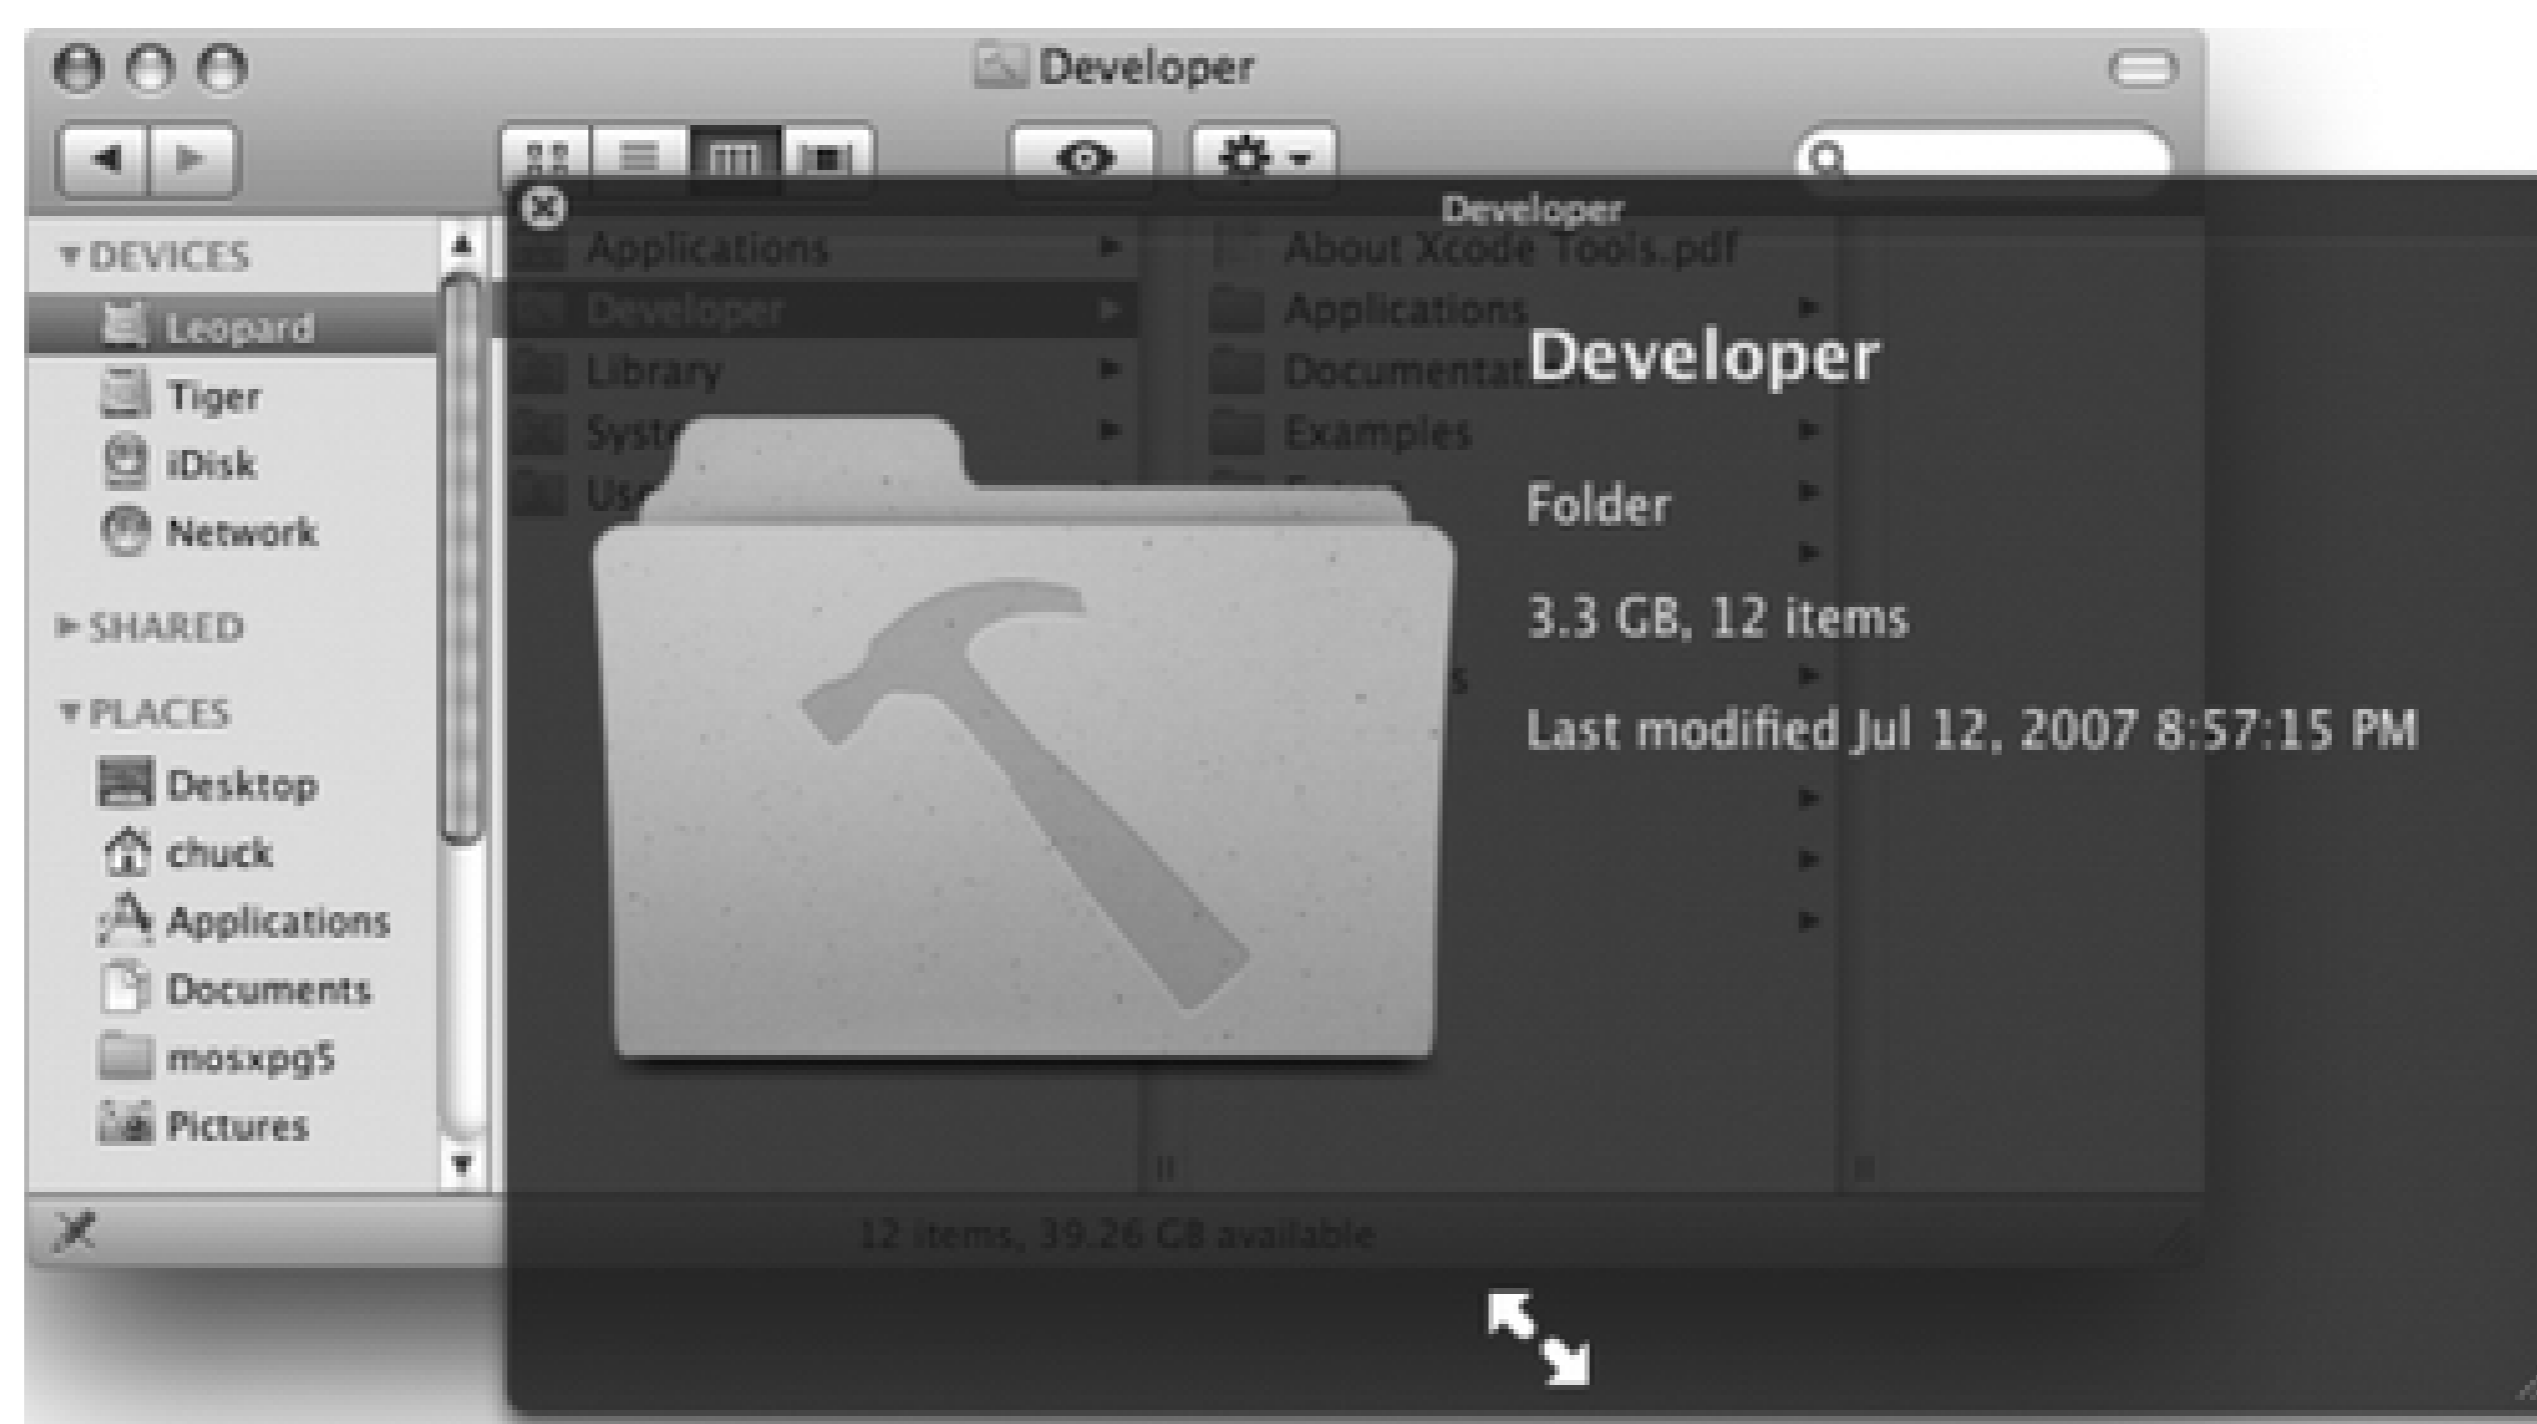 Developer
DEVICES
Leopard
Tiger
iDisk
Network
SHARED
PLACES
Desktop
chuck
Applications
Documents
mosxpg5
Pictures
Developer
Applications
Developer
Library
About Xcode Tools.pdf
Applications
Examples
Developer
Folder
3.3 GB, 12 items
Last modified Jul 12, 2007 8:57:15 PM
12 items, 39.26 GB available